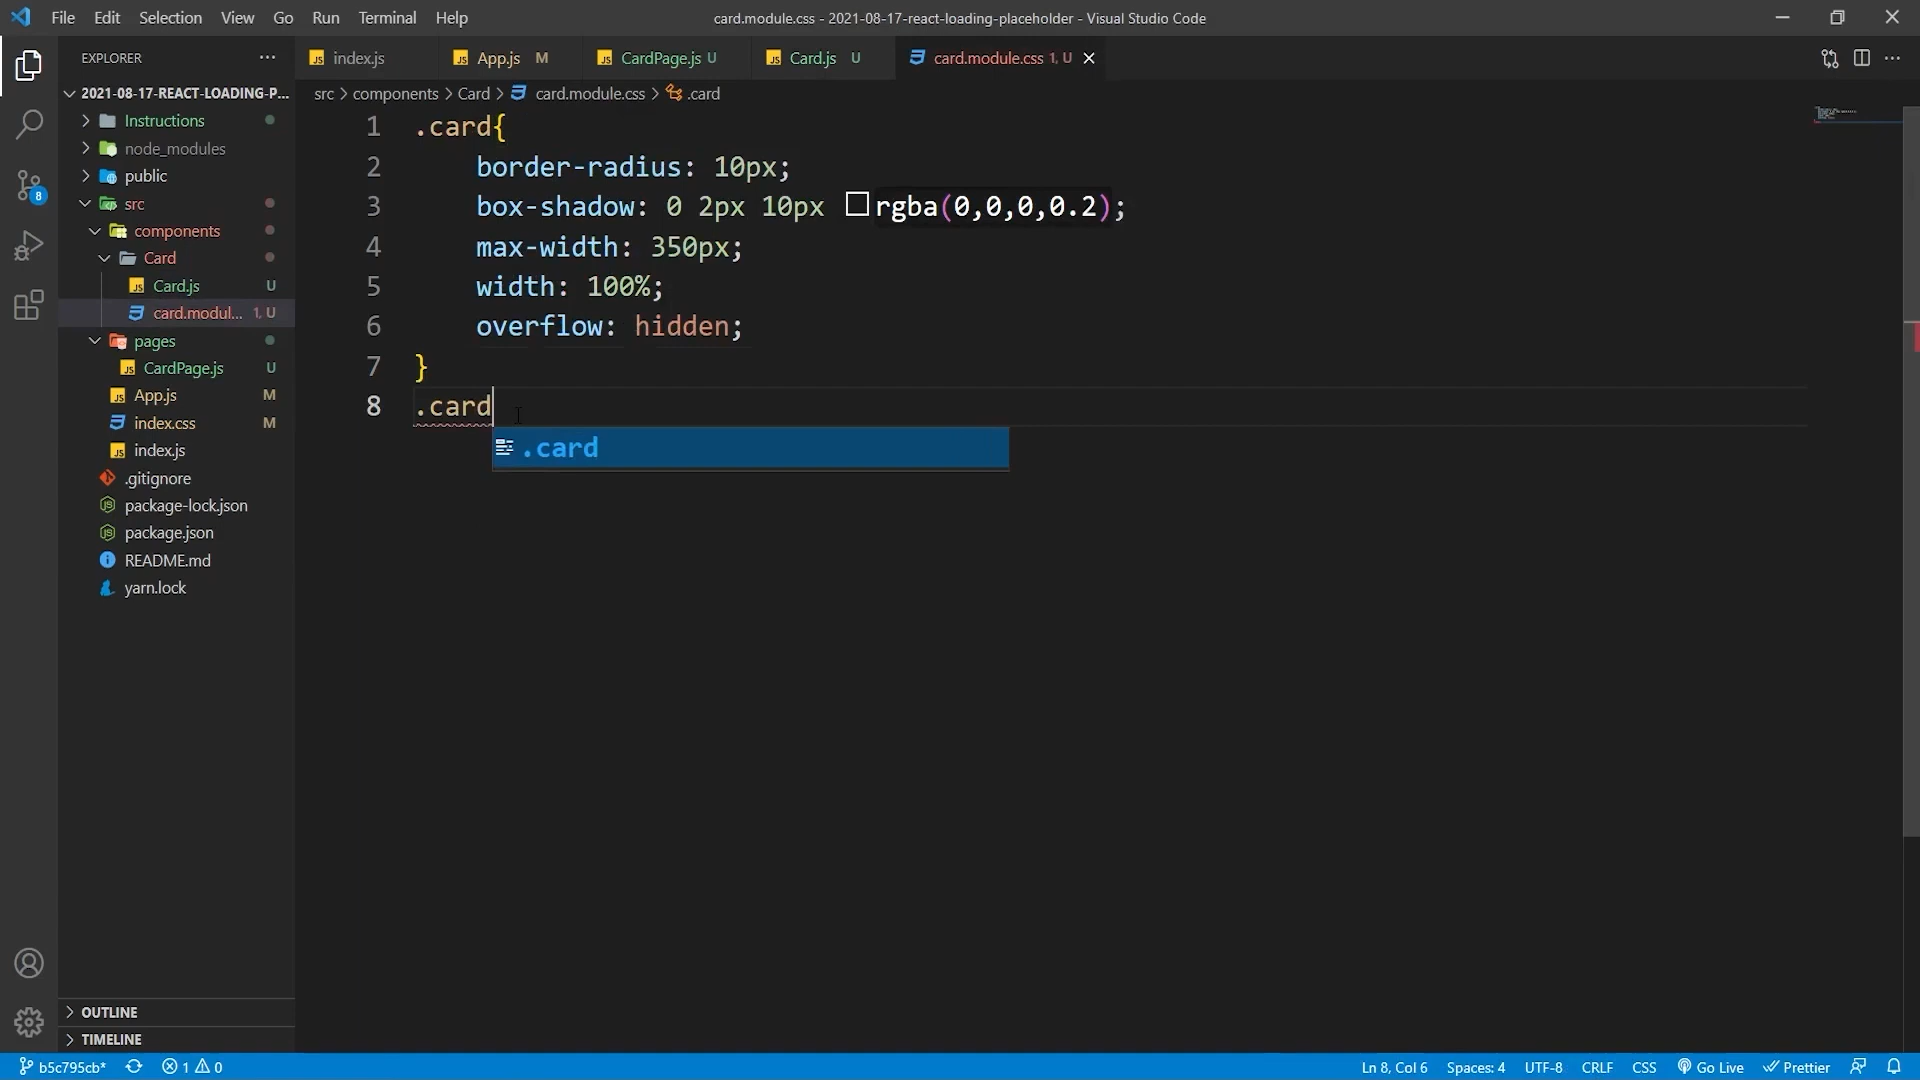 File Edit Selection View Go Run Terminal Help
card.module.css - 2021-08-17-react-loading-placeholder - Visual Studio Code
EXPLORER
index.js
App.js M
CardPage.js U
Card.js U
card.module.css 1, U
2021-08-17-REACT-LOADING-P...
src > components > Card > card.module.css > .card
Instructions
node_modules
public
src
components
Card
Card.js U
card.modul... 1, U
pages
CardPage.js U
App.js M
index.css M
index.js
.gitignore
package-lock.json
package.json
README.md
yarn.lock
1 .card{
2 border-radius: 10px;
3 box-shadow: 0 2px 10px rgba(0,0,0,0.2);
4 max-width: 350px;
5 width: 100%;
6 overflow: hidden;
7 }
8 .card
.card
8
OUTLINE
TIMELINE
b5c795cb* 1 0
Ln 8, Col 6 Spaces: 4 UTF-8 CRLF CSS Go Live Prettier